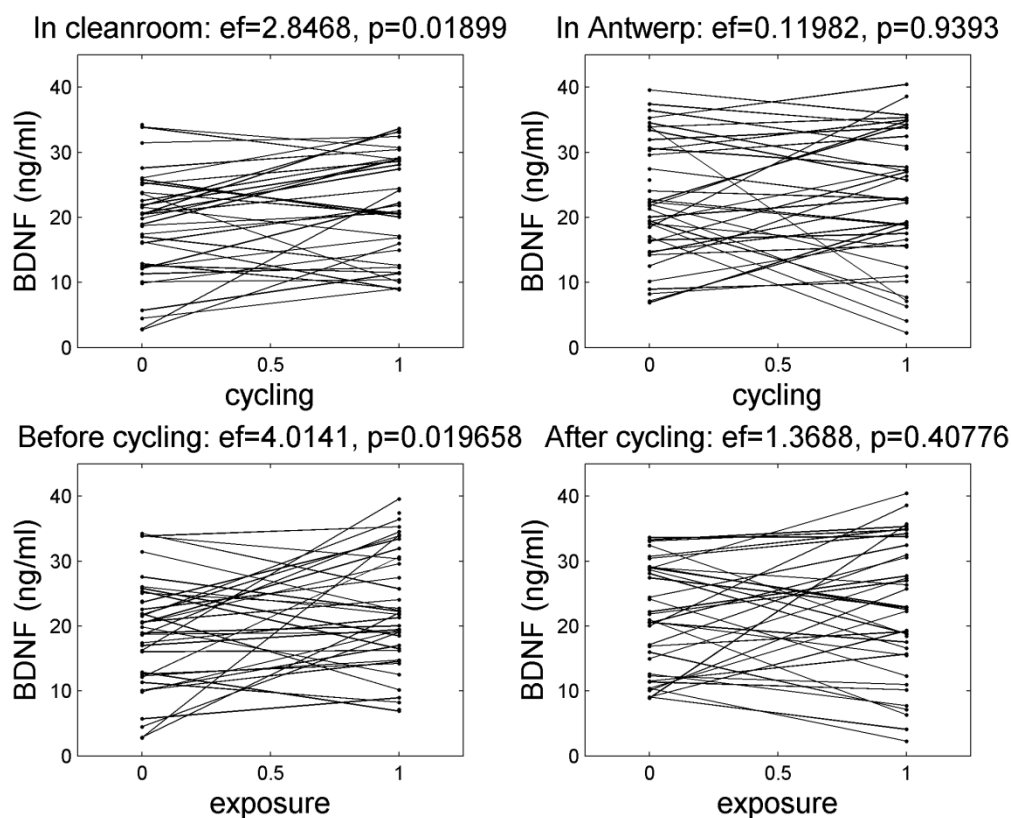 In cleanroom: ef=2.8468, p=0.01899
BDNF (ng/ml)
40
30
20
10
0
0 0.5 1
cycling
In Antwerp: ef=0.11982, p=0.9393
BDNF (ng/ml)
40
30
20
10
0
0 0.5 1
cycling
Before cycling: ef=4.0141, p=0.019658
BDNF (ng/ml)
40
30
20
10
0
0 0.5 1
exposure
After cycling: ef=1.3688, p=0.40776
BDNF (ng/ml)
40
30
20
10
0
0 0.5 1
exposure